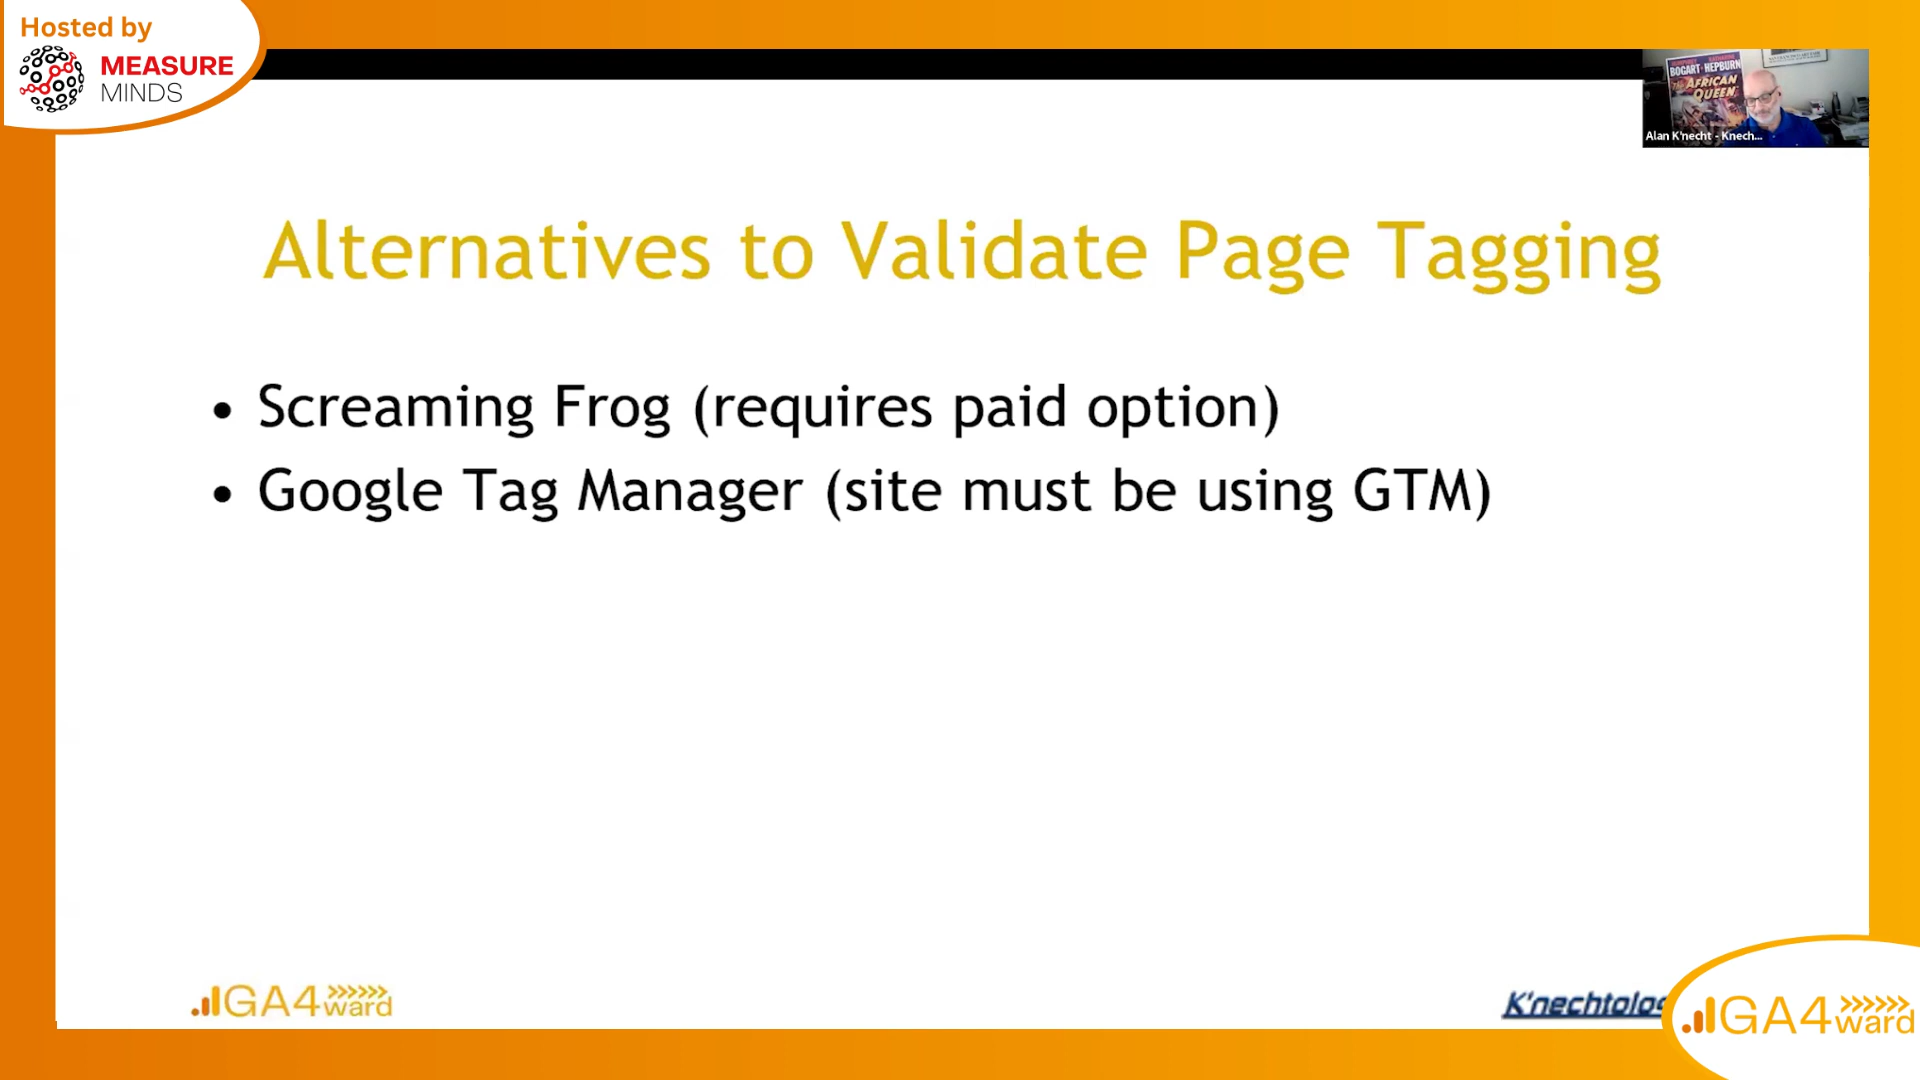 Hosted by
MEASURE
MINDS
BOGART HEPBURN
AFRICAN
QUEEN
Alan K'necht - Knech...
Alternatives to Validate Page Tagging
• Screaming Frog (requires paid option)
• Google Tag Manager (site must be using GTM)
GA4ward
K'nechtolo
GA4ward